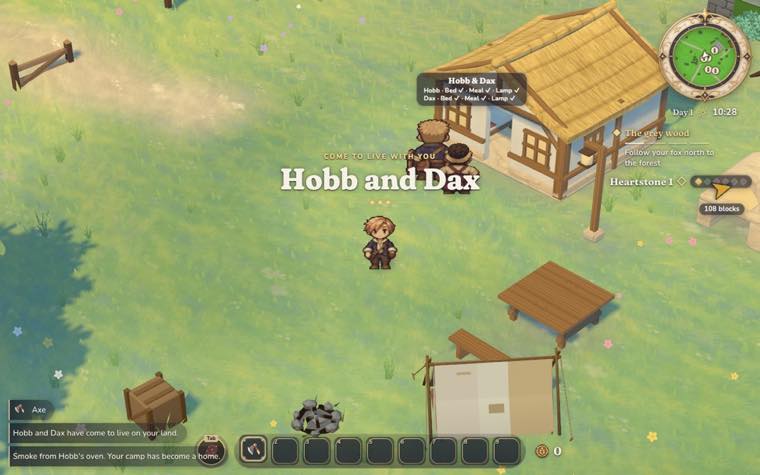 Hobb & Dax
Hobb · Bed ✓ · Meal ✓ · Lamp ✓
Dax · Bed ✓ · Meal ✓ · Lamp ✓
COME TO LIVE WITH YOU
Hobb and Dax
Day 1
10:28
The grey wood
Follow your fox north to
the forest
Heartstone I
108 blocks
Axe
Hobb and Dax have come to live on your land.
Smoke from Hobb's oven. Your camp has become a home.
Tab
0